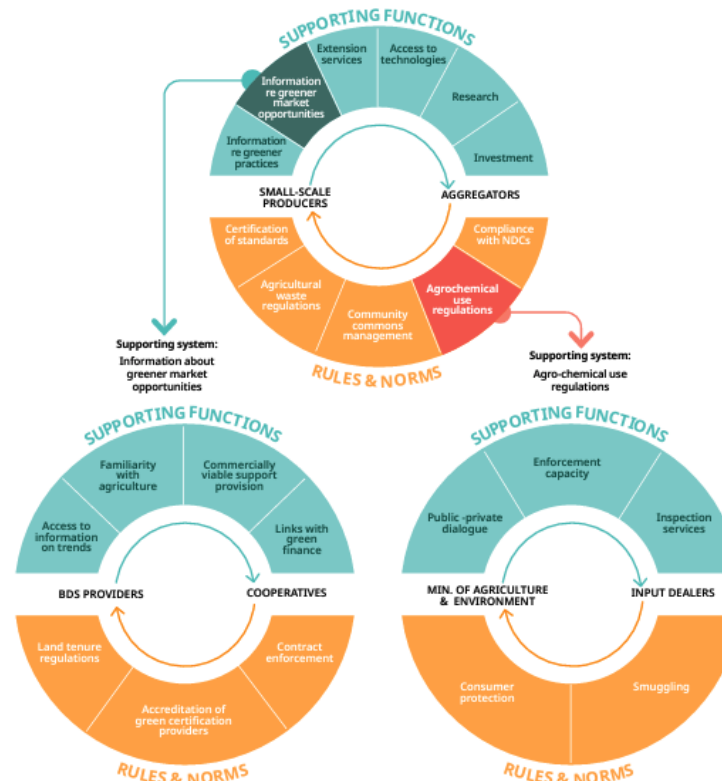 SUPPORTING FUNCTIONS
Extension
services
Access to
technologies
Information
re greener
market
opportunities
Research
Information
re greener
practices
Investment
SMALL-SCALE
PRODUCERS
AGGREGATORS
Certification
of standards
Compliance
with NDCs
Agricultural
waste
regulations
Agrochemical
use
regulations
Community
commons
management
RULES & NORMS
Supporting system:
Information about
greener market
opportunities
Supporting system:
Agro-chemical use
regulations
SUPPORTING FUNCTIONS
Familiarity
with
agriculture
Commercially
viable support
provision
Access to
information
on trends
Links with
green
finance
BDS PROVIDERS
COOPERATIVES
Land tenure
regulations
Contract
enforcement
Accreditation of
green certification
providers
RULES & NORMS
SUPPORTING FUNCTIONS
Enforcement
capacity
Public -private
dialogue
Inspection
services
MIN. OF AGRICULTURE
& ENVIRONMENT
INPUT DEALERS
Consumer
protection
Smuggling
RULES & NORMS